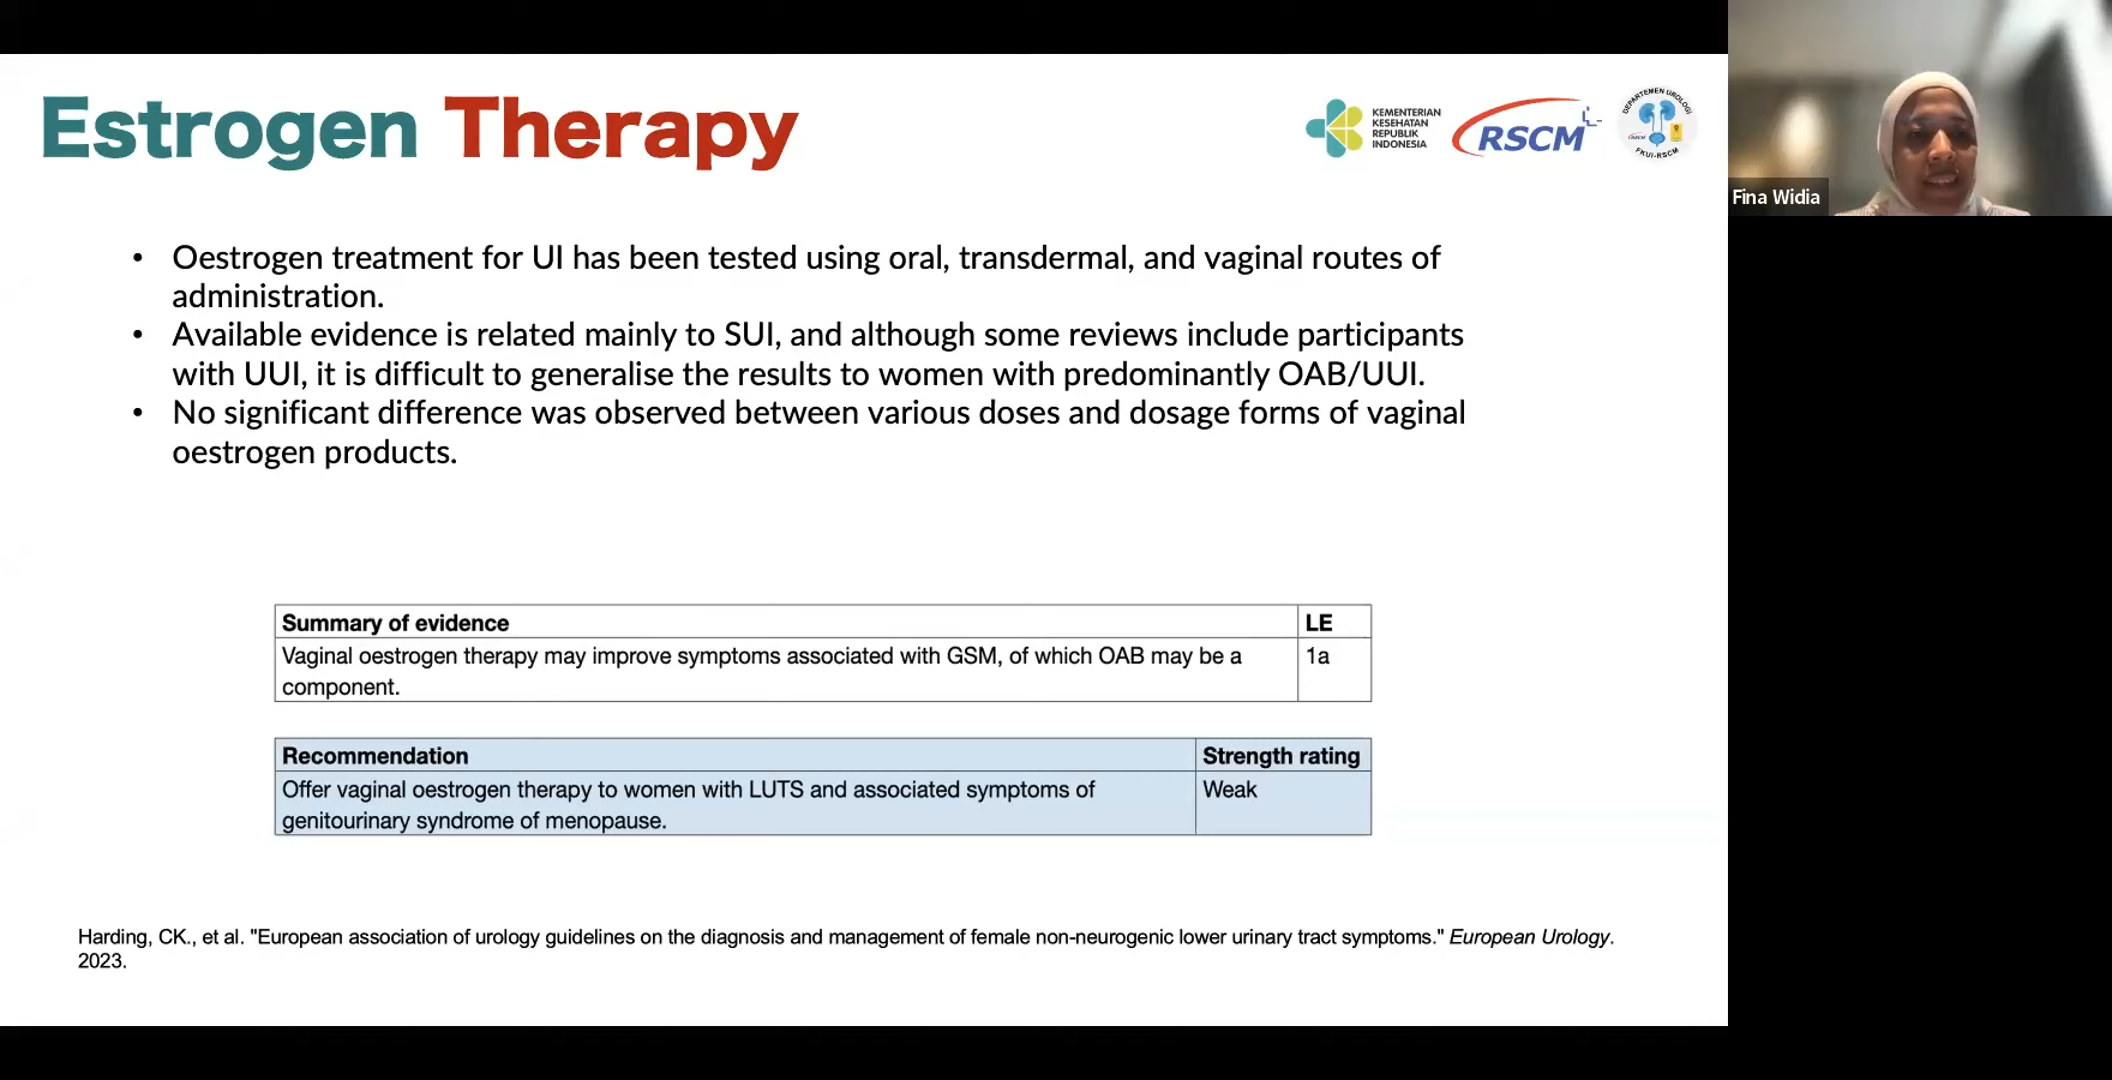 Estrogen Therapy
KEMENTERIAN
KESEHATAN
REPUBLIK
INDONESIA
RSCM
DEPARTEMEN UROLOGI
RSCM
FKUI-RSCM
Fina Widia
• Oestrogen treatment for UI has been tested using oral, transdermal, and vaginal routes of
administration.
• Available evidence is related mainly to SUI, and although some reviews include participants
with UUI, it is difficult to generalise the results to women with predominantly OAB/UUI.
• No significant difference was observed between various doses and dosage forms of vaginal
oestrogen products.
Summary of evidence LE
Vaginal oestrogen therapy may improve symptoms associated with GSM, of which OAB may be a 1a
component.
Recommendation Strength rating
Offer vaginal oestrogen therapy to women with LUTS and associated symptoms of Weak
genitourinary syndrome of menopause.
Harding, CK., et al. "European association of urology guidelines on the diagnosis and management of female non-neurogenic lower urinary tract symptoms." European Urology.
2023.